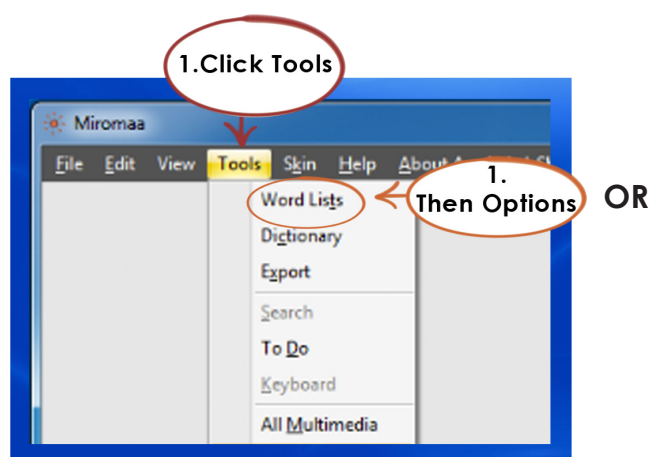 1.Click Tools
Miromaa
File Edit View Tools Skin Help About
Word Lists
1.
Then Options
OR
Dictionary
Export
Search
To Do
Keyboard
All Multimedia